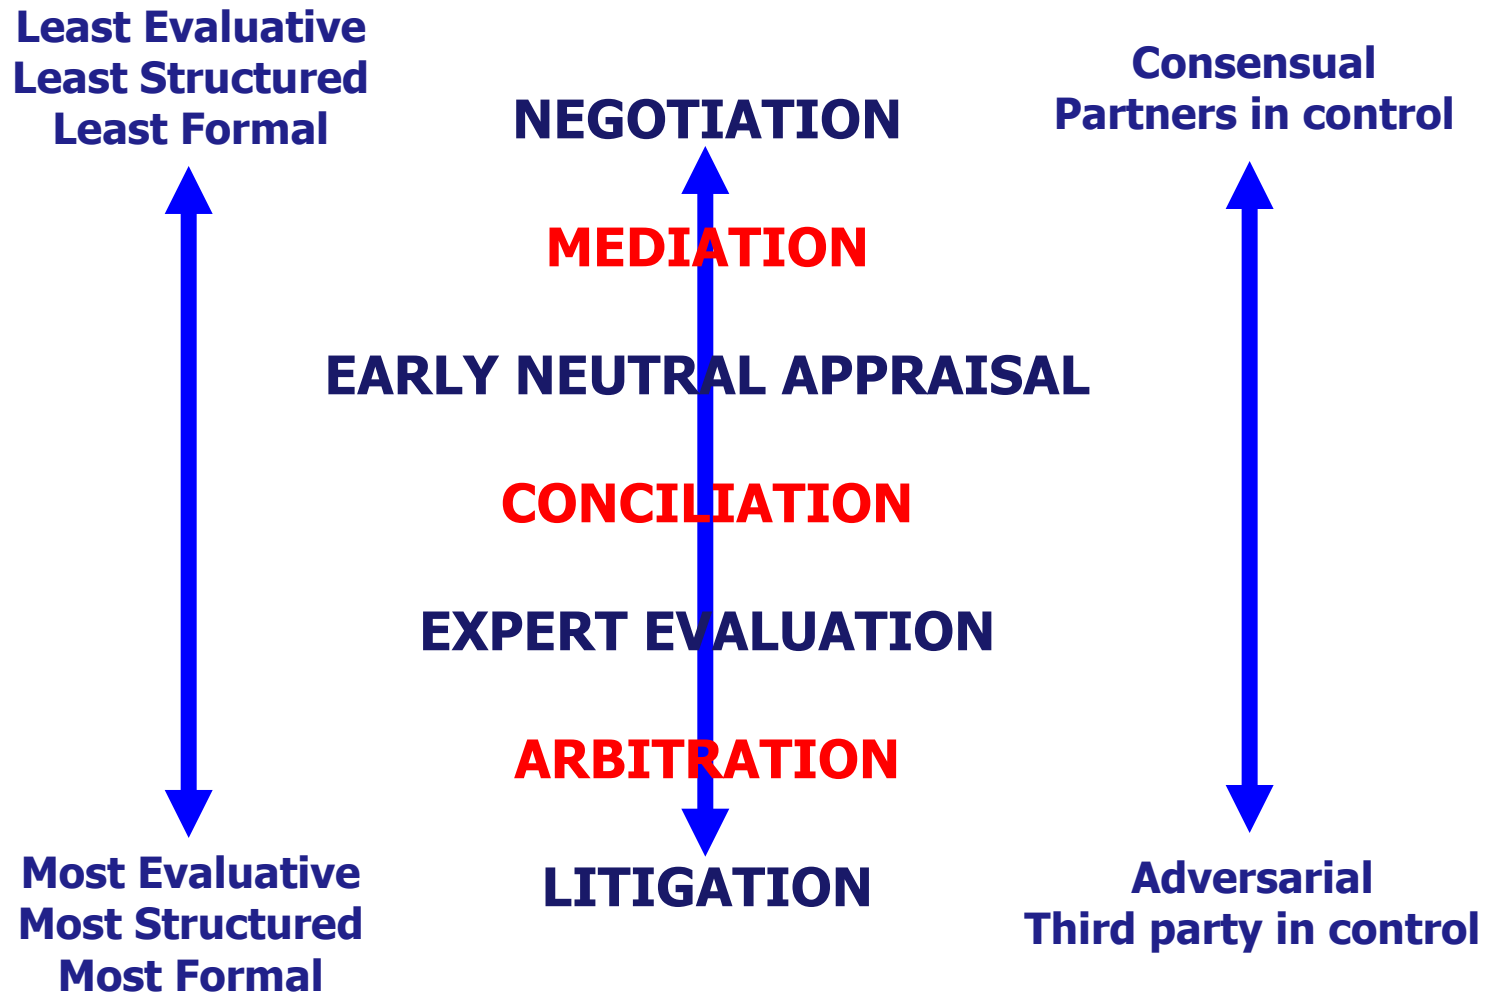 Least Evaluative
Least Structured
Least Formal
Consensual
Partners in control
NEGOTIATION
MEDIATION
EARLY NEUTRAL APPRAISAL
CONCILIATION
EXPERT EVALUATION
ARBITRATION
LITIGATION
Most Evaluative
Most Structured
Most Formal
Adversarial
Third party in control